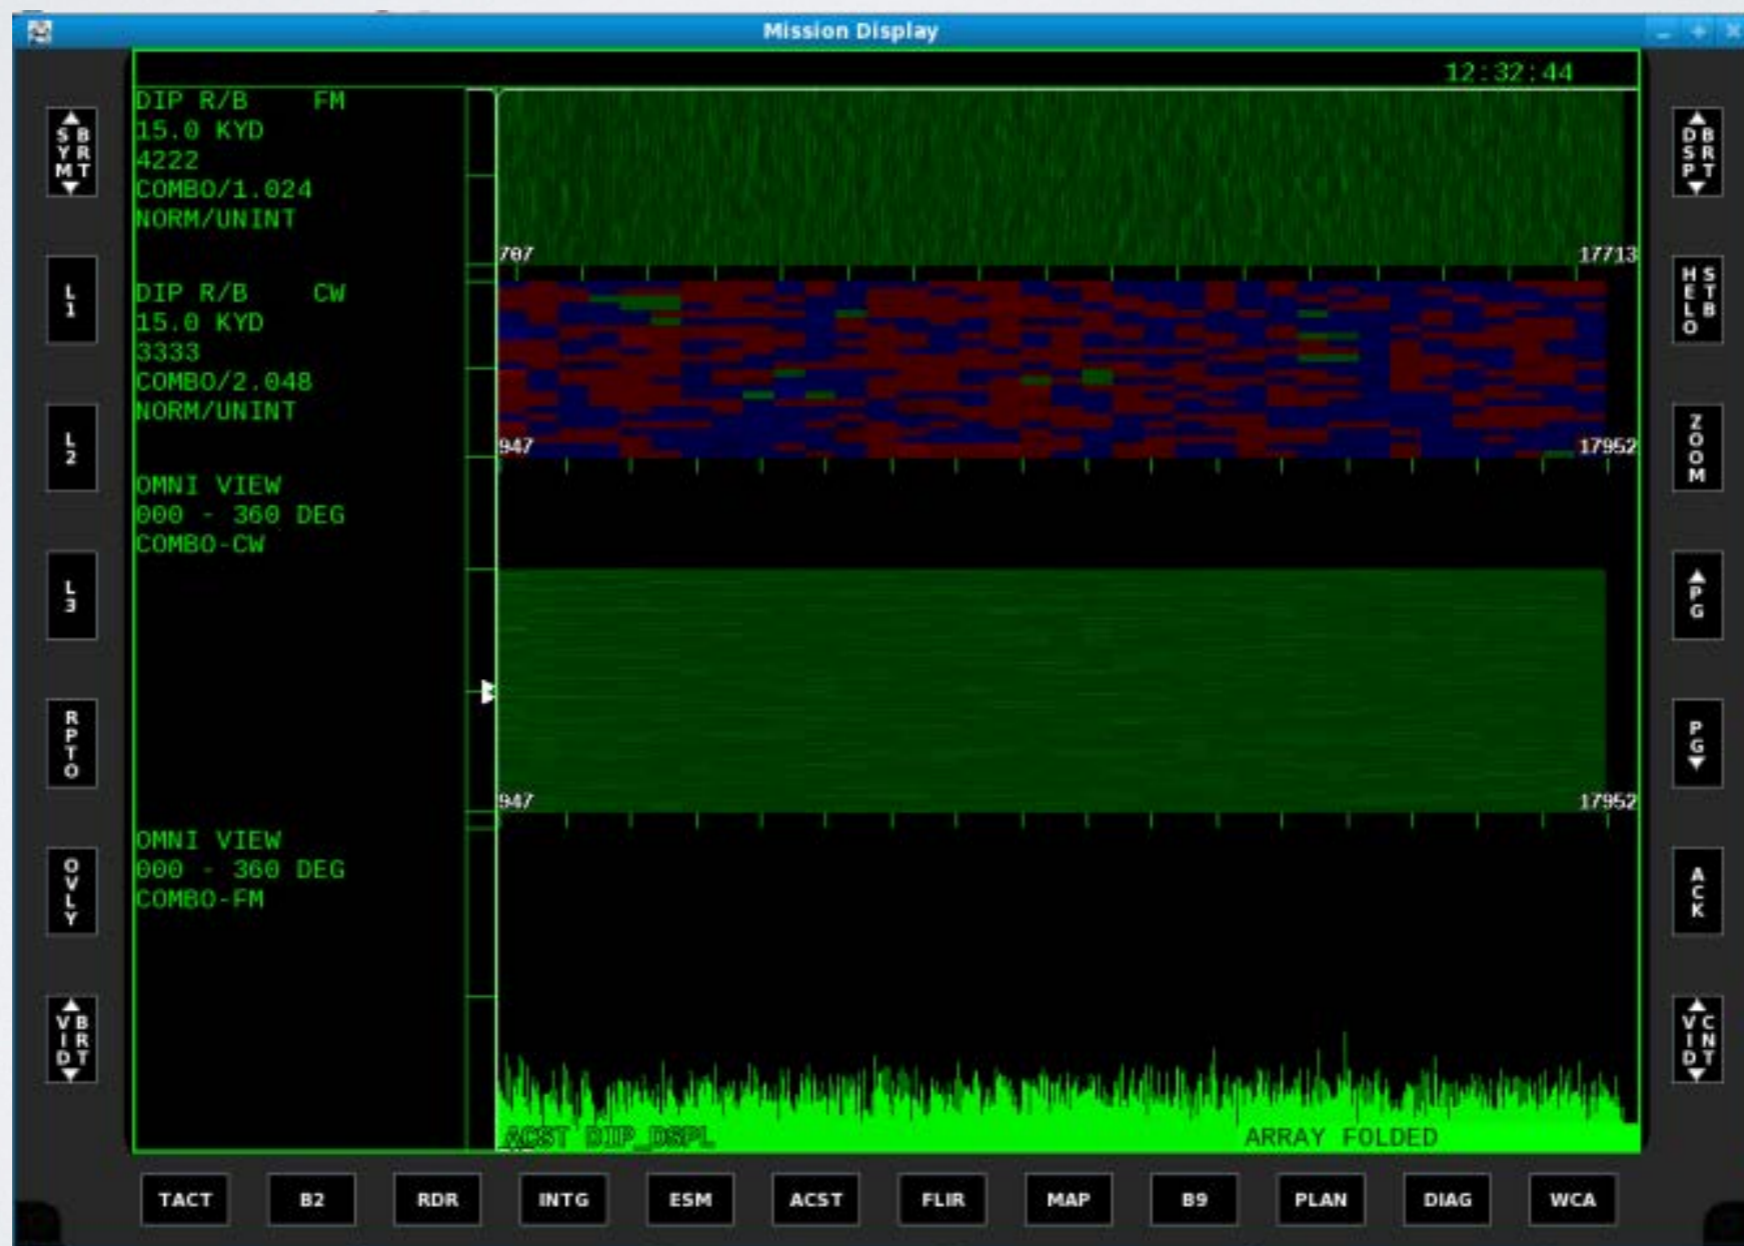 Mission Display
12:32:44
DIP R/B FM
15.0 KYD
4222
COMBO/1.024
NORM/UNINT
707 17713
DIP R/B CW
15.0 KYD
3333
COMBO/2.048
NORM/UNINT
947 17952
OMNI VIEW
000 - 360 DEG
COMBO-CW
947 17952
OMNI VIEW
000 - 360 DEG
COMBO-FM
ACST DIP_DSPL ARRAY FOLDED
SYM BRT
L1
L2
L3
RPTO
OVLY
VID BRT
DSPL BRT
HELO STB
ZOOM
PG
PG
ACK
VID CNT
TACT B2 RDR INTG ESM ACST FLIR MAP B9 PLAN DIAG WCA